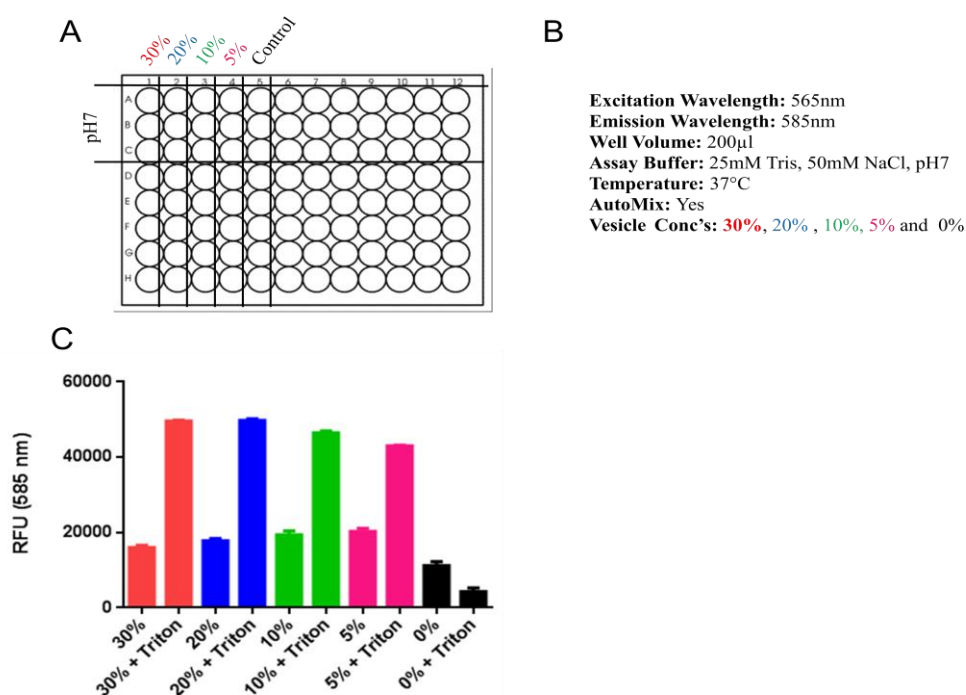 A
30% 20% 10% 5% Control
1 2 3 4 5 6 7 8 9 10 11 12
pH7
A
B
C
D
E
F
G
H
B
Excitation Wavelength: 565nm
Emission Wavelength: 585nm
Well Volume: 200µl
Assay Buffer: 25mM Tris, 50mM NaCl, pH7
Temperature: 37°C
AutoMix: Yes
Vesicle Conc's: 30%, 20% , 10%, 5% and 0%
C
RFU (585 nm)
60000
40000
20000
0
30%
30% + Triton
20%
20% + Triton
10%
10% + Triton
5%
5% + Triton
0%
0% + Triton